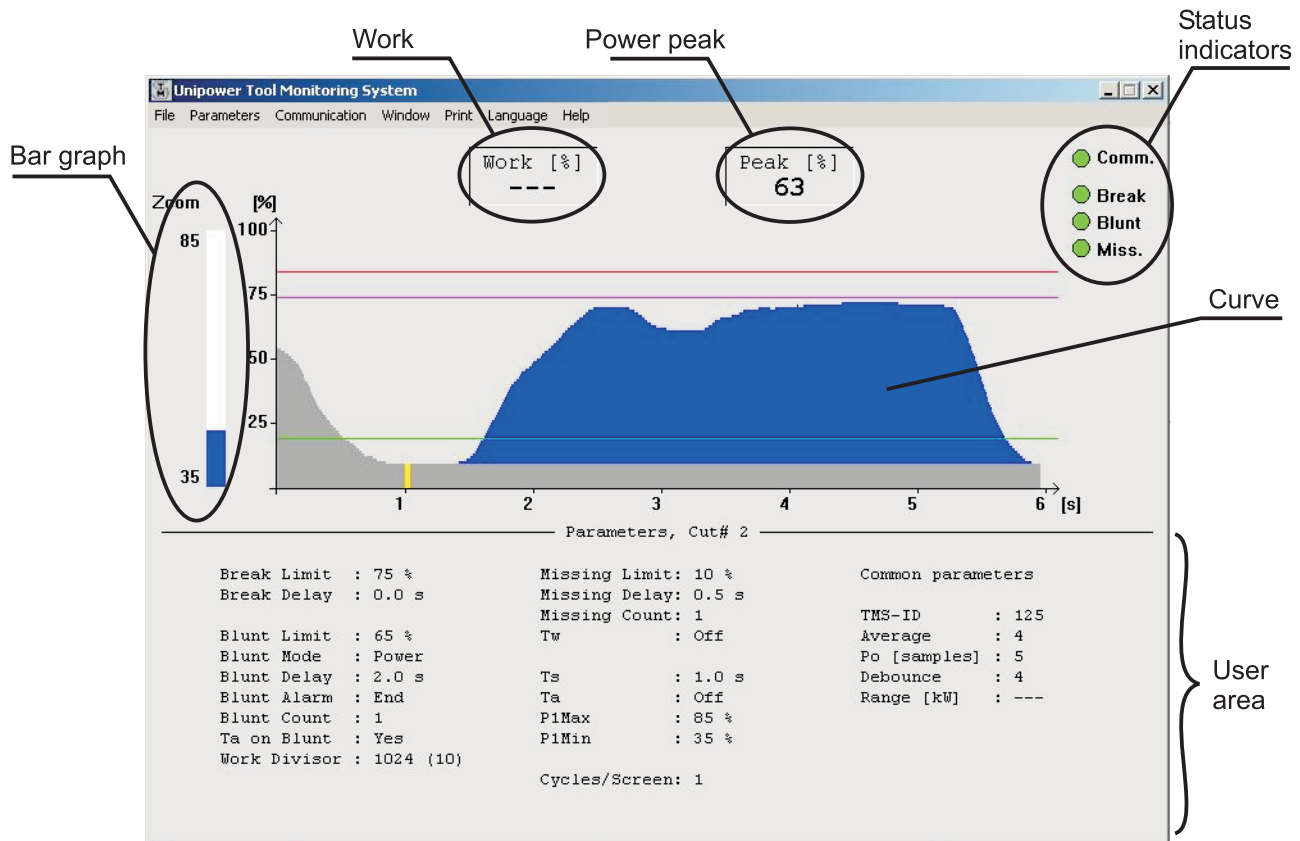 Work
Power peak
Status
indicators
Unipower Tool Monitoring System
File Parameters Communication Window Print Language Help
Bar graph
Work [%]
---
Peak [%]
63
Comm.
Break
Blunt
Miss.
Zoom
[%]
85
35
100
75
50
25
Curve
1 2 3 4 5 6 [s]
Parameters, Cut# 2
Break Limit : 75 %
Break Delay : 0.0 s
Blunt Limit : 65 %
Blunt Mode : Power
Blunt Delay : 2.0 s
Blunt Alarm : End
Blunt Count : 1
Ta on Blunt : Yes
Work Divisor : 1024 (10)
Missing Limit: 10 %
Missing Delay: 0.5 s
Missing Count: 1
Tw : Off
Ts : 1.0 s
Ta : Off
P1Max : 85 %
P1Min : 35 %
Cycles/Screen: 1
Common parameters
TMS-ID : 125
Average : 4
Po [samples] : 5
Debounce : 4
Range [kW] : ---
User
area